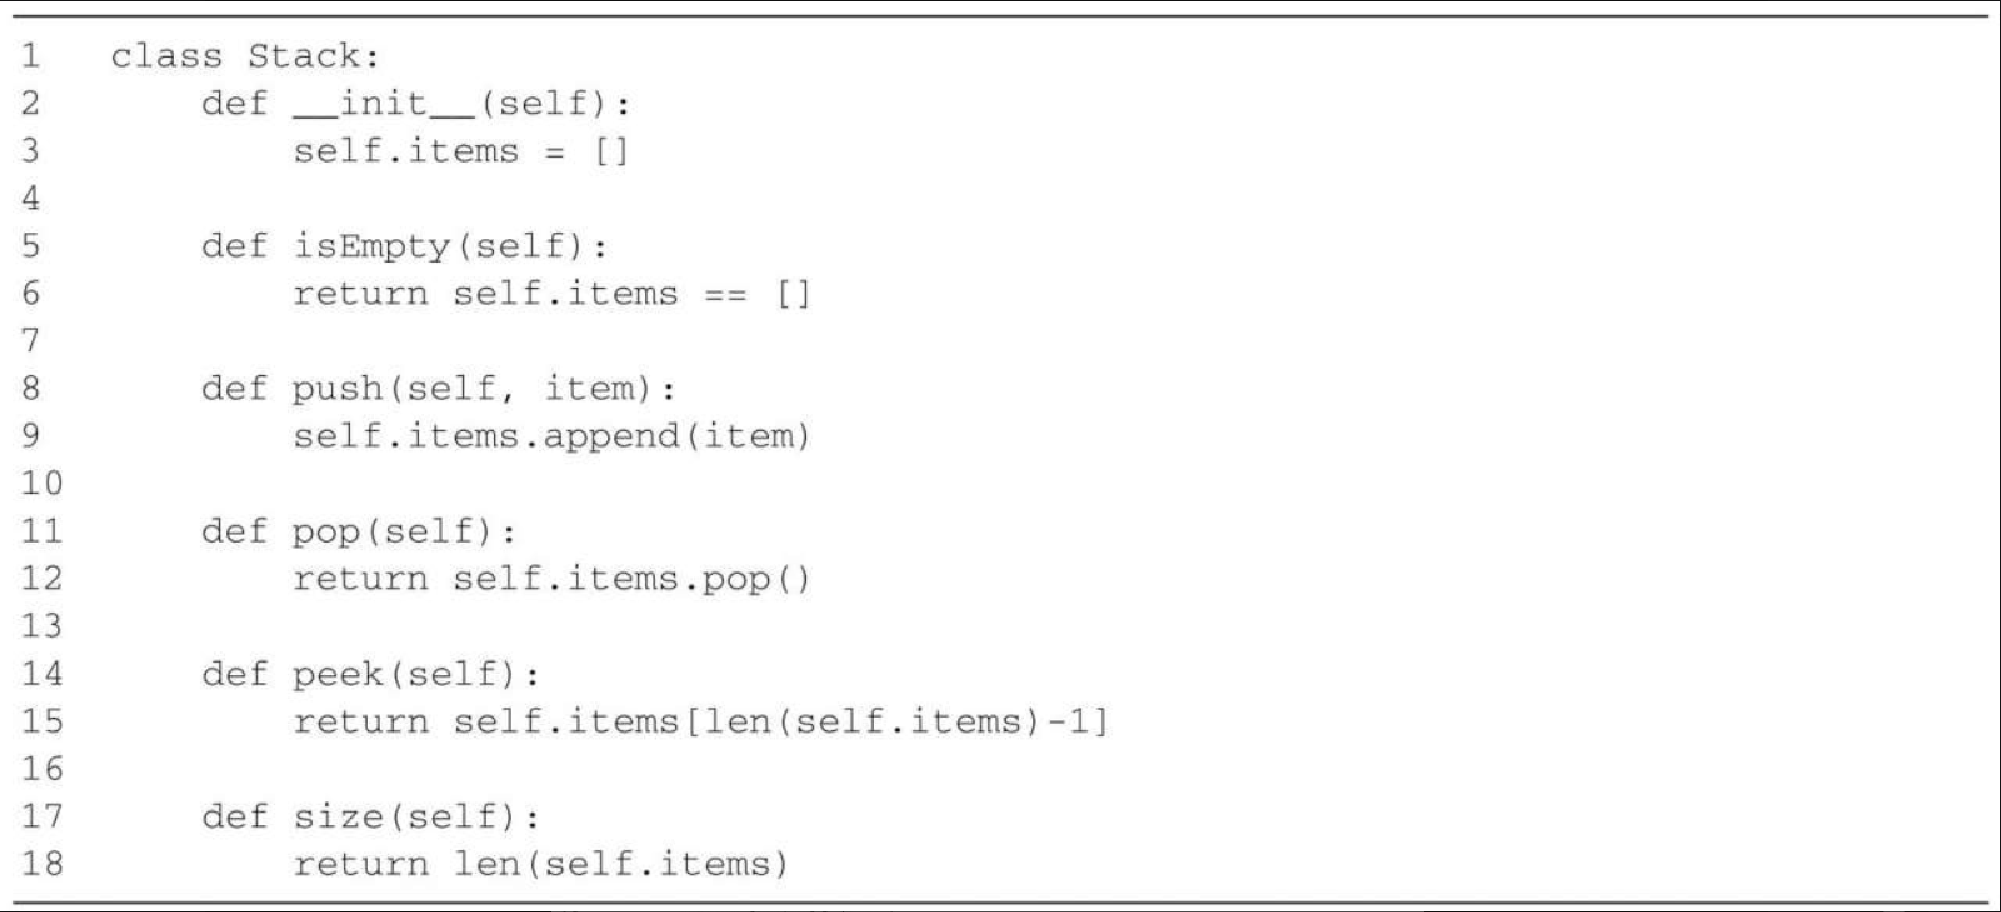 1 class Stack:
2     def __init__(self):
3         self.items = []
4
5     def isEmpty(self):
6         return self.items == []
7
8     def push(self, item):
9         self.items.append(item)
10
11     def pop(self):
12         return self.items.pop()
13
14     def peek(self):
15         return self.items[len(self.items)-1]
16
17     def size(self):
18         return len(self.items)